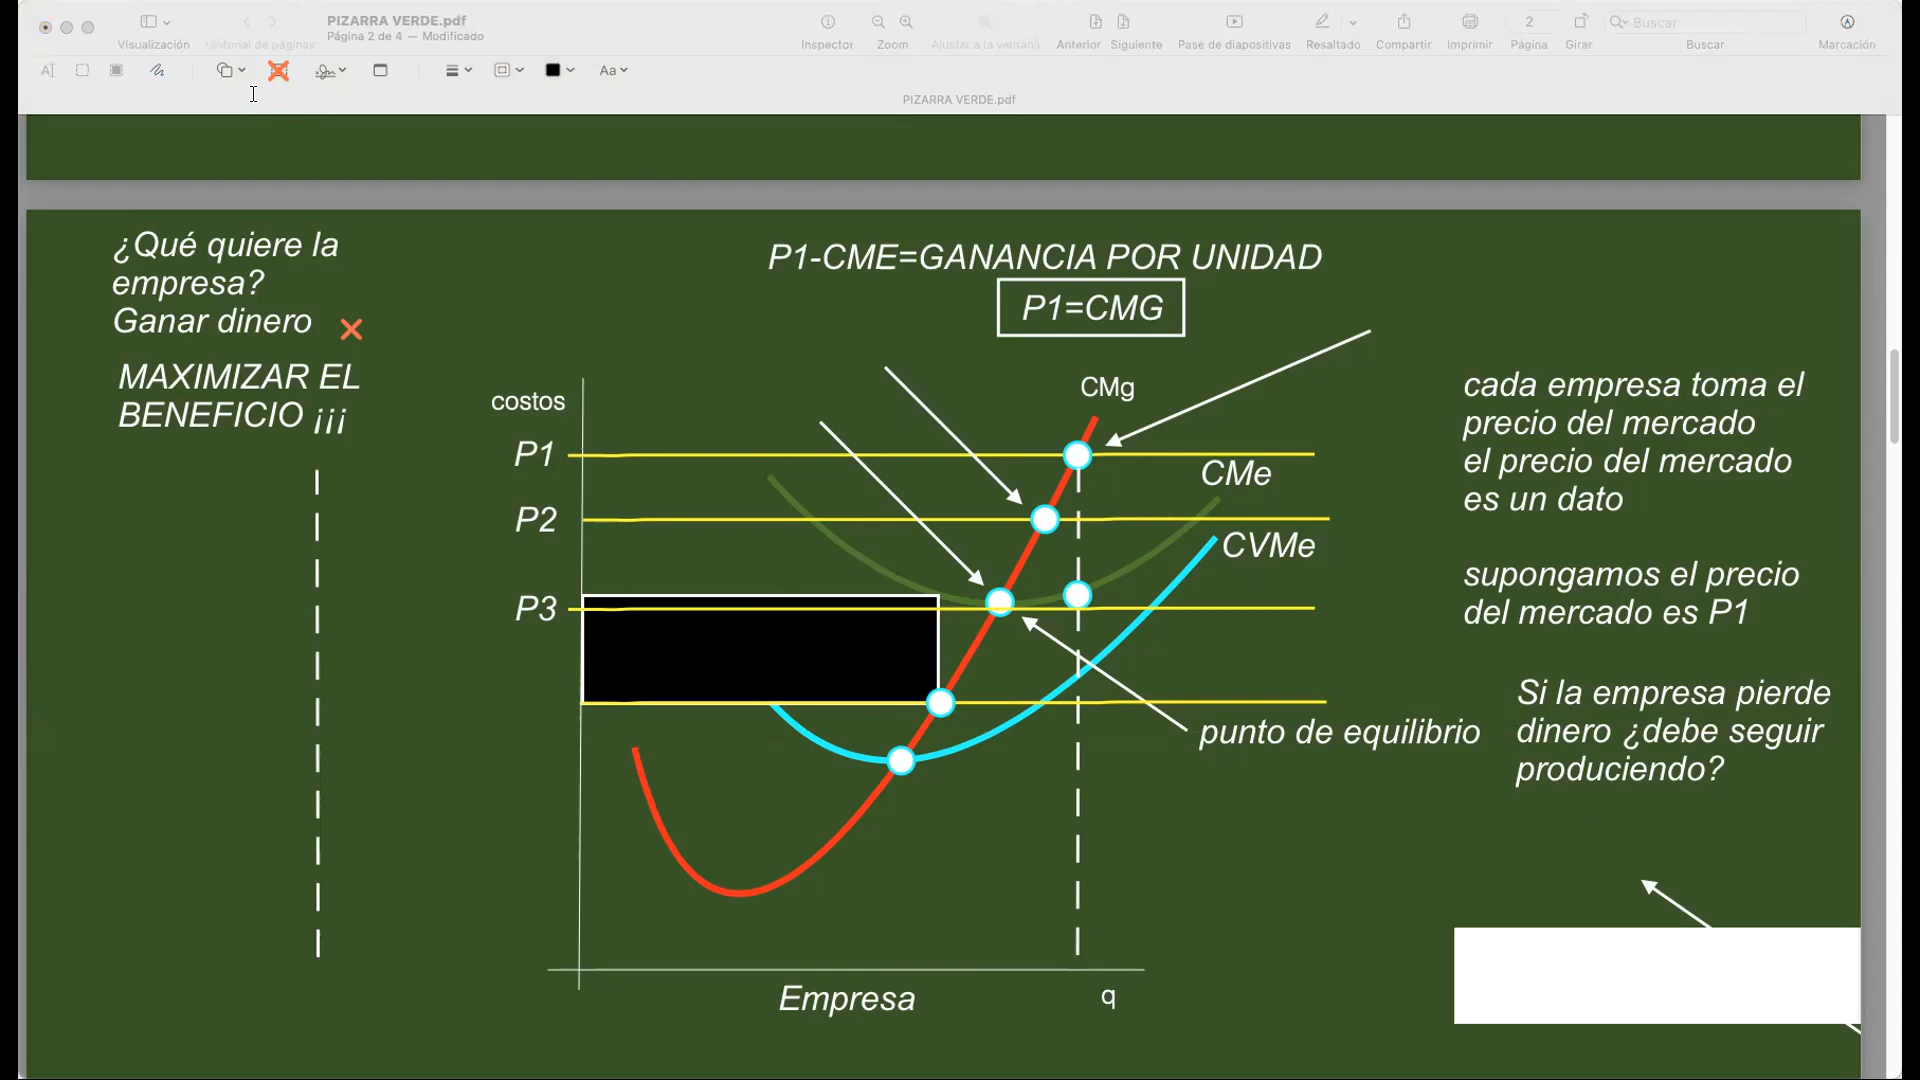 PIZARRA VERDE.pdf
Página 2 de 4 — Modificado
Visualización
Historial de páginas
Inspector
Zoom
Ajustar a la ventana
Anterior
Siguiente
Pase de diapositivas
Resaltado
Compartir
Imprimir
2
Página
Girar
Buscar
Buscar
Marcación
A
Aa
PIZARRA VERDE.pdf
¿Qué quiere la
empresa?
Ganar dinero
MAXIMIZAR EL
BENEFICIO ¡¡¡
P1-CME=GANANCIA POR UNIDAD
P1=CMG
costos
P1
P2
P3
CMg
CMe
CVMe
punto de equilibrio
Empresa
q
cada empresa toma el
precio del mercado
el precio del mercado
es un dato
supongamos el precio
del mercado es P1
Si la empresa pierde
dinero ¿debe seguir
produciendo?